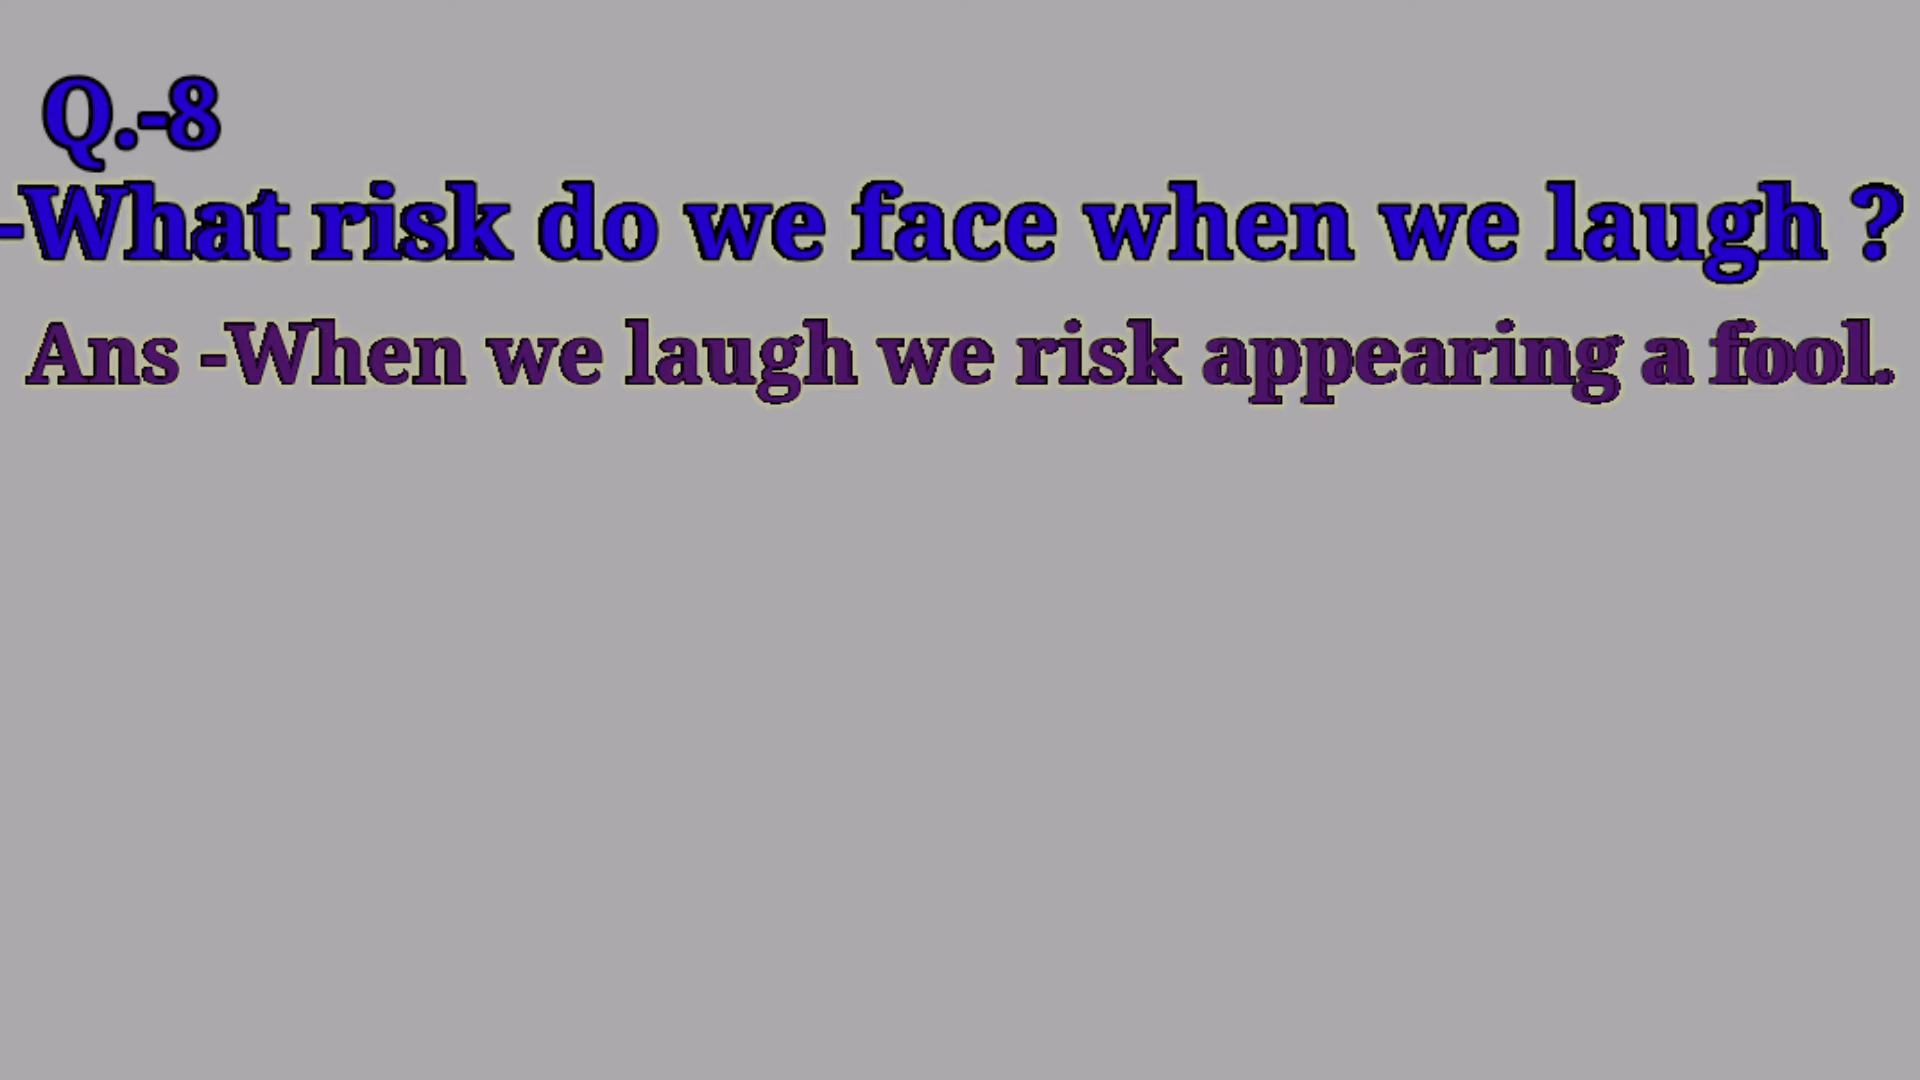 Q.-8
-What risk do we face when we laugh ?
Ans -When we laugh we risk appearing a fool.